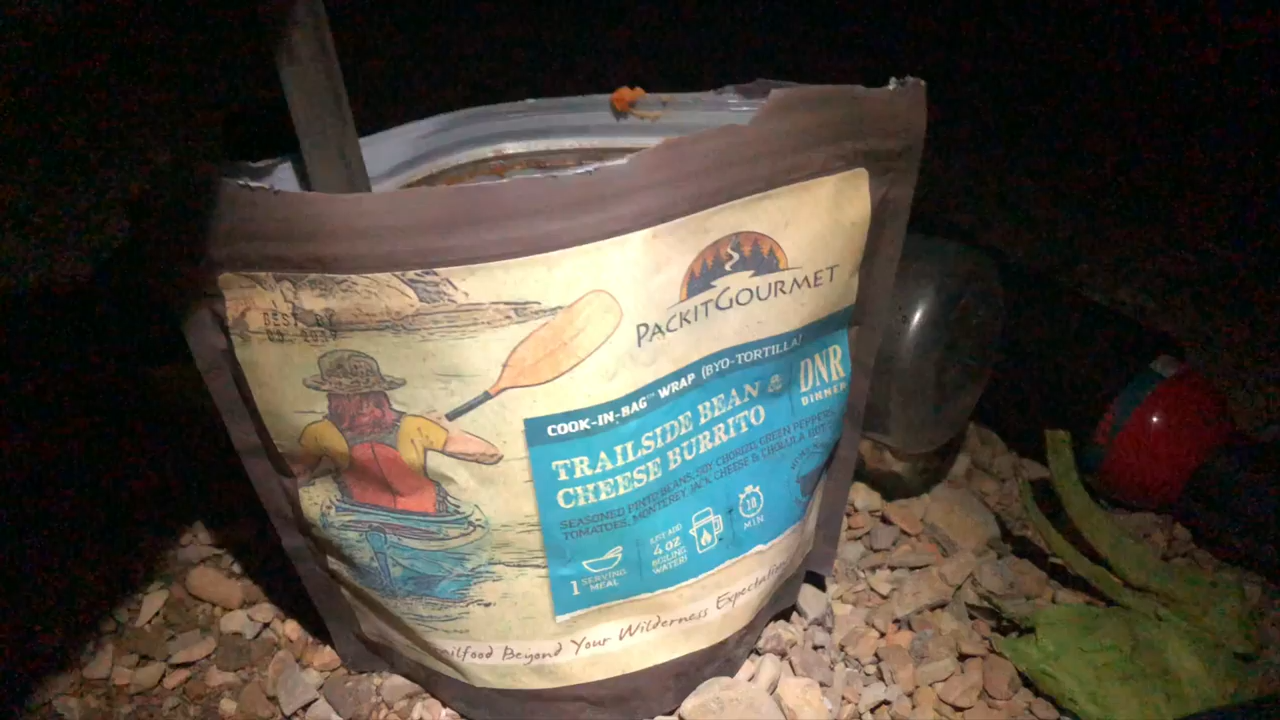 BEST BY
PACKITGOURMET
COOK-IN-BAG™ WRAP (BYO-TORTILLA)
TRAILSIDE BEAN &
CHEESE BURRITO
DNR
DINNER
SEASONED PINTO BEANS, SOY CHORIZO, GREEN PEPPERS,
TOMATOES, MONTEREY JACK CHEESE & CHOLULA HOT
1 SERVING
MEAL
JUST ADD
4 OZ
BOILING
WATER!
10
MIN
Beyond Your Wilderness Expectations